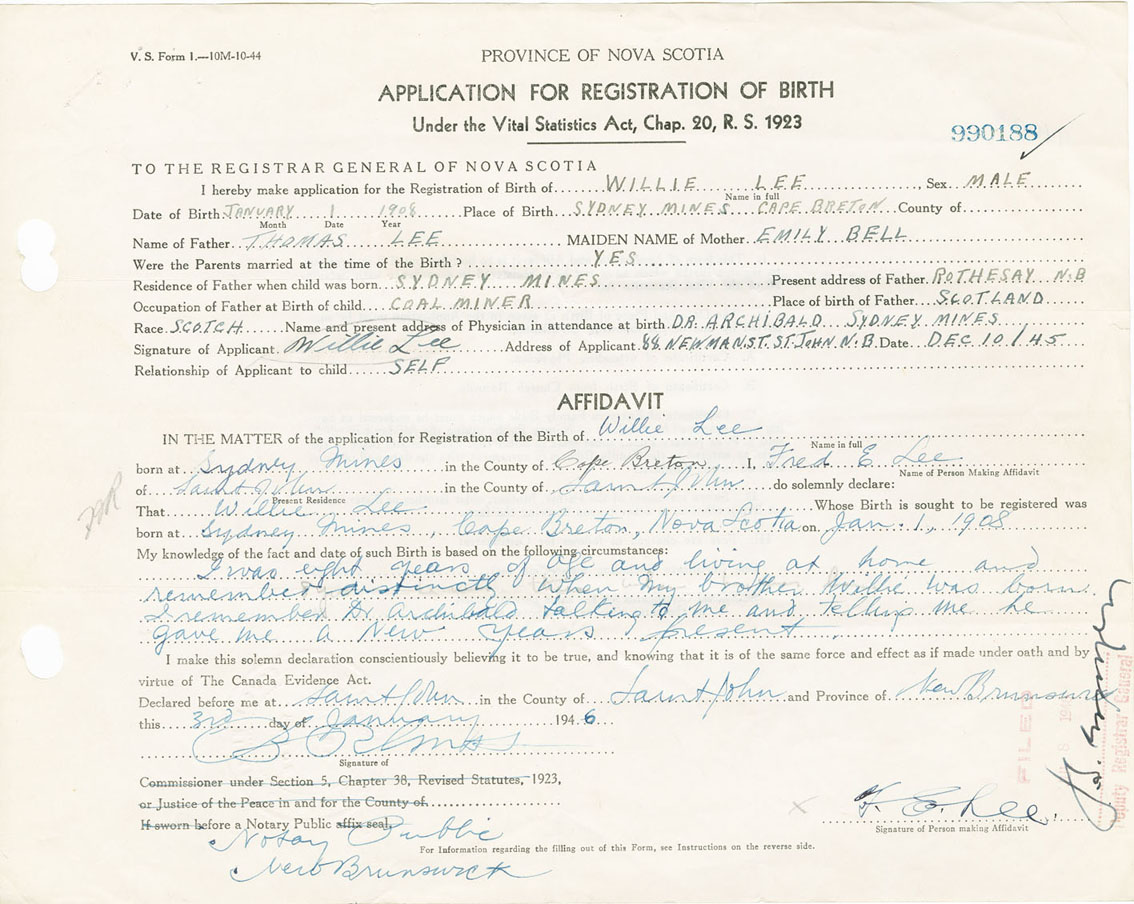 V. S. Form 1.—10M-10-44
PROVINCE OF NOVA SCOTIA
APPLICATION FOR REGISTRATION OF BIRTH
Under the Vital Statistics Act, Chap. 20, R. S. 1923
990188
TO THE REGISTRAR GENERAL OF NOVA SCOTIA
I hereby make application for the Registration of Birth of WILLIE LEE, Sex MALE
Name in full
Date of Birth JANUARY 1 1908 Place of Birth SYDNEY MINES CAPE BRETON County of
Month Date Year
Name of Father THOMAS LEE MAIDEN NAME of Mother EMILY BELL
Were the Parents married at the time of the Birth? YES
Residence of Father when child was born SYDNEY MINES Present address of Father ROTHESAY N.B
Occupation of Father at Birth of child COAL MINER Place of birth of Father SCOTLAND
Race SCOTCH Name and present address of Physician in attendance at birth DR. ARCHIBALD SYDNEY MINES
Signature of Applicant Willie Lee Address of Applicant 88 NEWMAN ST. ST. JOHN N.B. Date DEC 10/45
Relationship of Applicant to child SELF
AFFIDAVIT
IN THE MATTER of the application for Registration of the Birth of Willie Lee
Name in full
born at Sydney Mines in the County of Cape Breton, I, Fred E. Lee
Name of Person Making Affidavit
of Saint John in the County of Saint John do solemnly declare:
Present Residence
That Willie Lee Whose Birth is sought to be registered was
born at Sydney Mines, Cape Breton, Nova Scotia on Jan. 1, 1908
My knowledge of the fact and date of such Birth is based on the following circumstances:
I was eight years of age and living at home and
remember distinctly when my brother Willie was born.
I remember Dr. Archibald talking to me and telling me he
gave me a New Years present.
I make this solemn declaration conscientiously believing it to be true, and knowing that it is of the same force and effect as if made under oath and by
virtue of The Canada Evidence Act.
Declared before me at Saint John in the County of Saint John and Province of New Brunswick
this 3rd day of January 1946
Signature of
Commissioner under Section 5, Chapter 38, Revised Statutes, 1923,
or Justice of the Peace in and for the County of
If sworn before a Notary Public affix seal.
Notary Public
New Brunswick
F. E. Lee.
Signature of Person making Affidavit
For Information regarding the filling out of this Form, see Instructions on the reverse side.
FILED
Deputy Registrar General